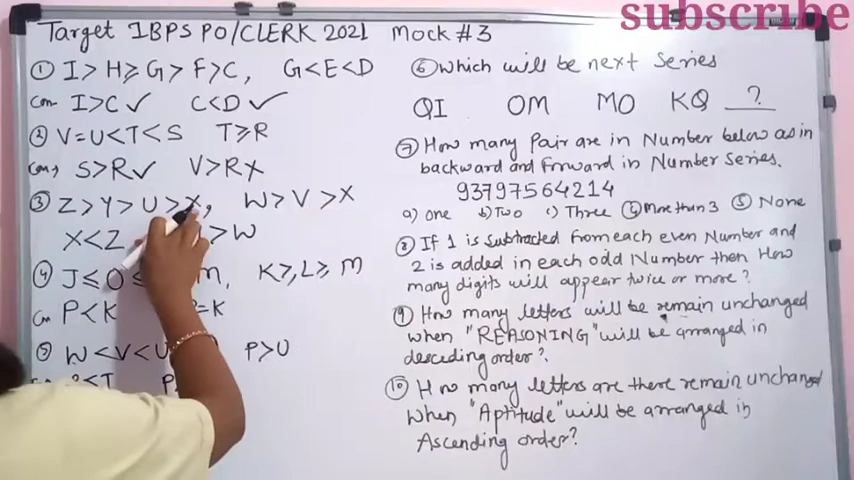 subscribe
Target IBPS PO/CLERK 2021 Mock #3
① I > H ≥ G > F > C, G < E < D
Con I > C ✓ C < D ✓
② V = U < T < S T ≥ R
Con) S > R ✓ V > R ✗
③ Z > Y > U > X, W > V > X
X < Z > W
④ J ≤ O ≤ M, K ≥, L ≥ M
Con P < K = K
⑤ W < V < U P > U
< T P
⑥ Which will be next Series
QI OM MO KQ ?
⑦ How many Pair are in Number below as in
backward and forward in Number Series.
93797564214
a) one b) Two c) Three ④ More than 3 ⑤ None
⑧ If 1 is subtracted from each even Number and
2 is added in each odd Number then How
many digits will appear twice or more?
⑨ How many letters will be remain unchanged
when "REASONING" will be arranged in
desceding order?
⑩ How many letters are there remain unchanged
when "Aptitude" will be arranged in
Ascending order?